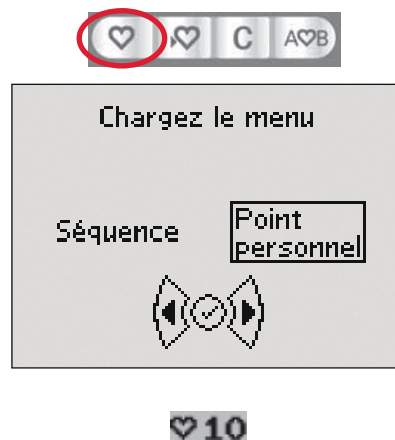 ♡ ♡ C A♡B
Chargez le menu
Séquence Point
personnel
♡10